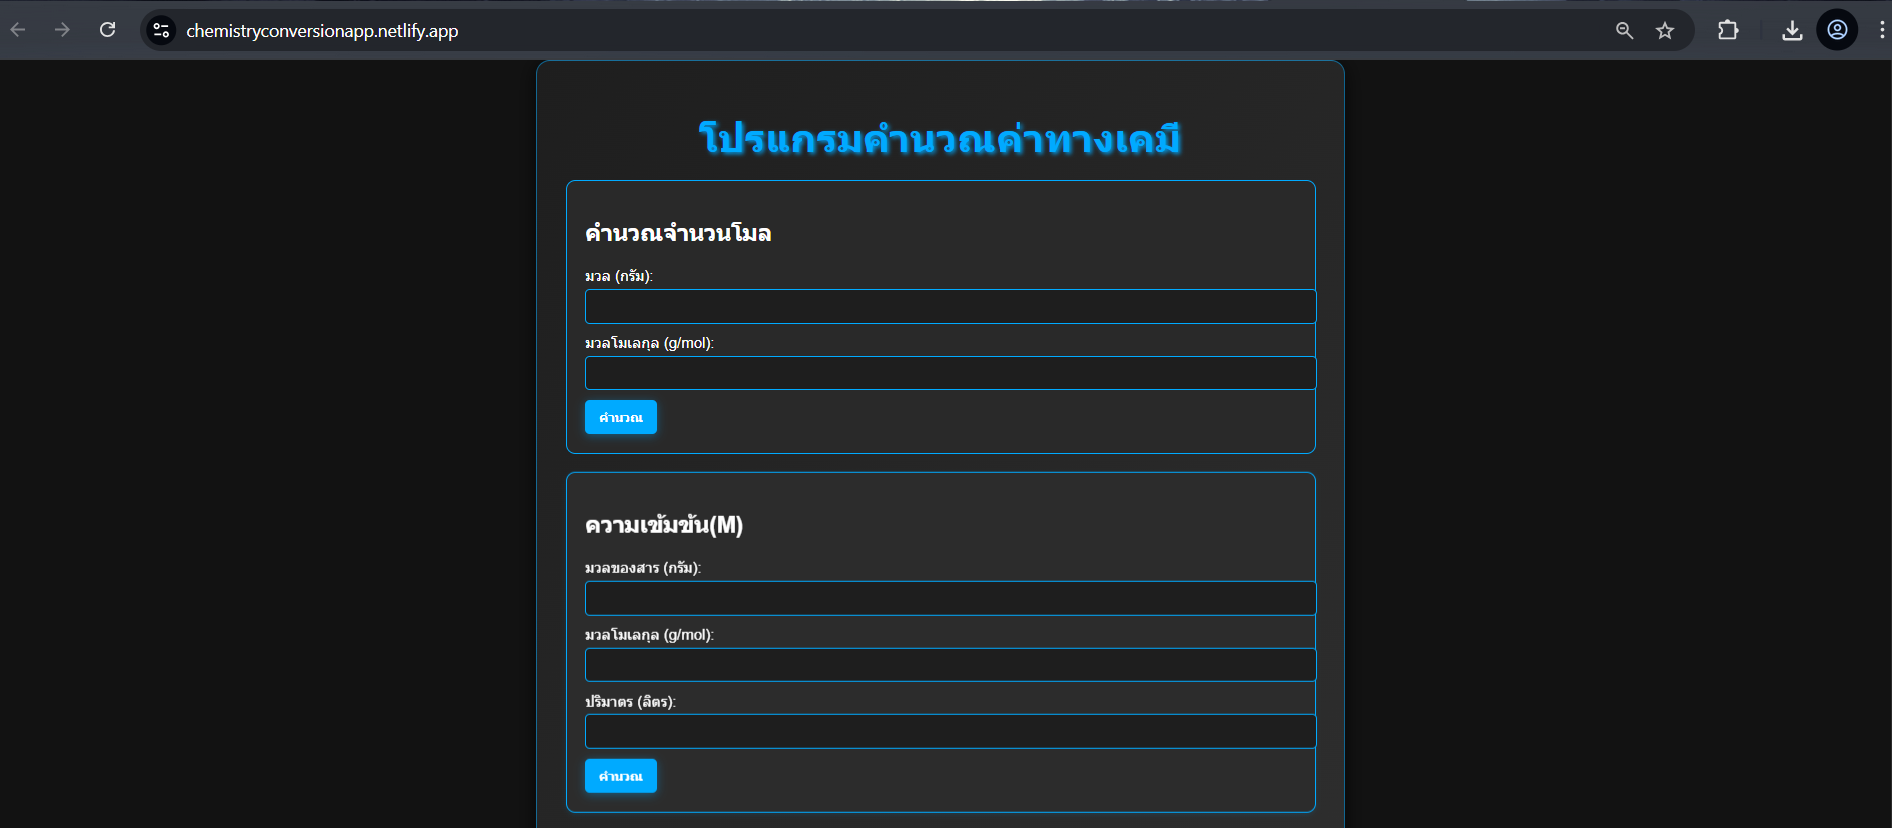 chemistryconversionapp.netlify.app
โปรแกรมคำนวณค่าทางเคมี
คำนวณจำนวนโมล
มวล (กรัม):
มวลโมเลกุล (g/mol):
คำนวณ
ความเข้มข้น(M)
มวลของสาร (กรัม):
มวลโมเลกุล (g/mol):
ปริมาตร (ลิตร):
คำนวณ